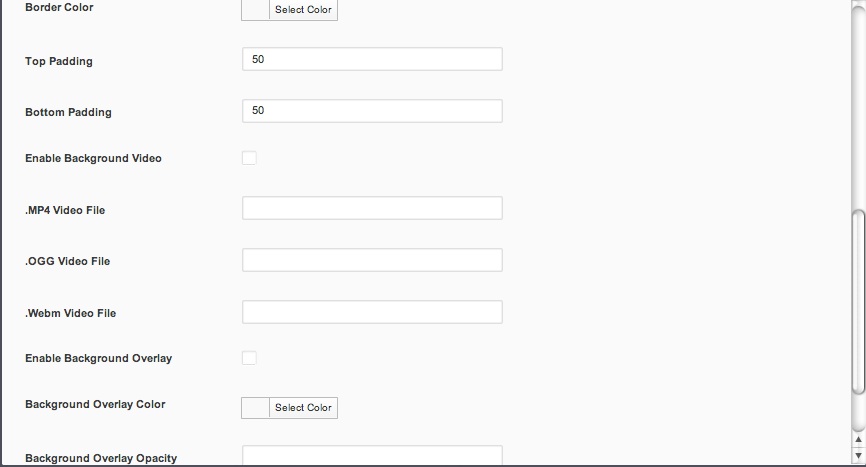 Border Color
Select Color
Top Padding
50
Bottom Padding
50
Enable Background Video
.MP4 Video File
.OGG Video File
.Webm Video File
Enable Background Overlay
Background Overlay Color
Select Color
Background Overlay Opacity